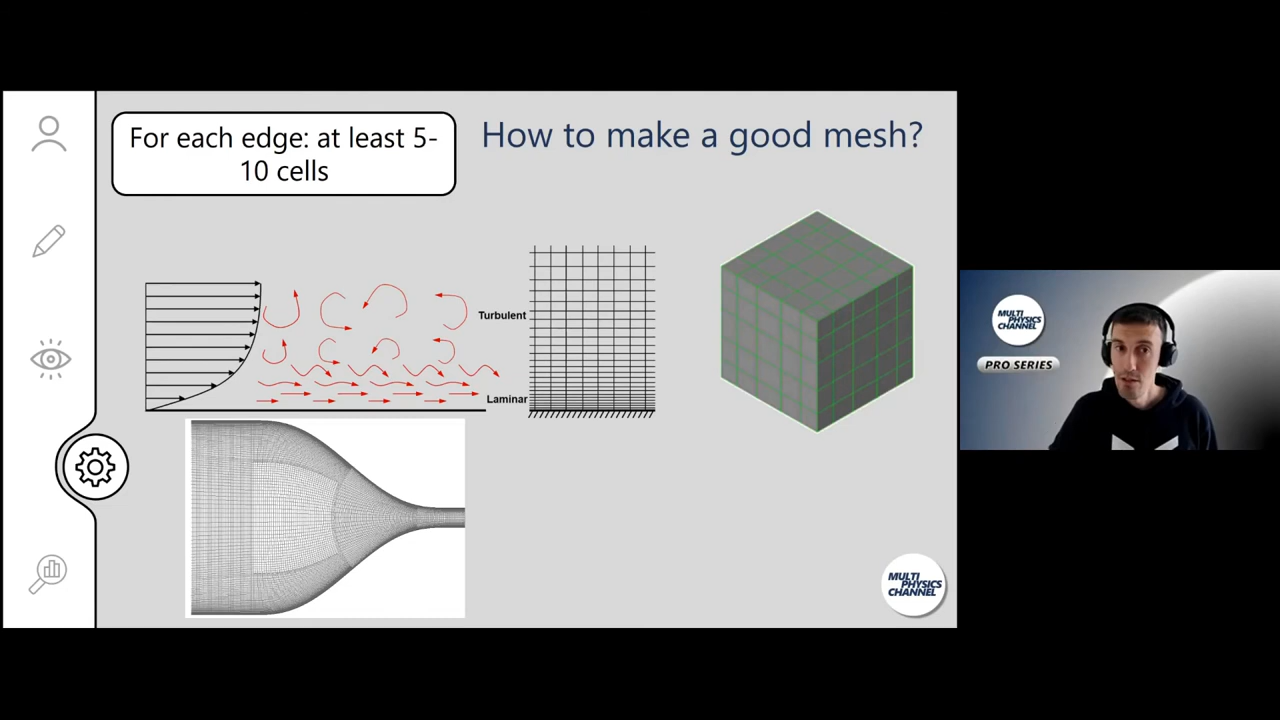 For each edge: at least 5-
10 cells
How to make a good mesh?
Turbulent
Laminar
MULTI
PHYSICS
CHANNEL
PRO SERIES
MULTI
PHYSICS
CHANNEL